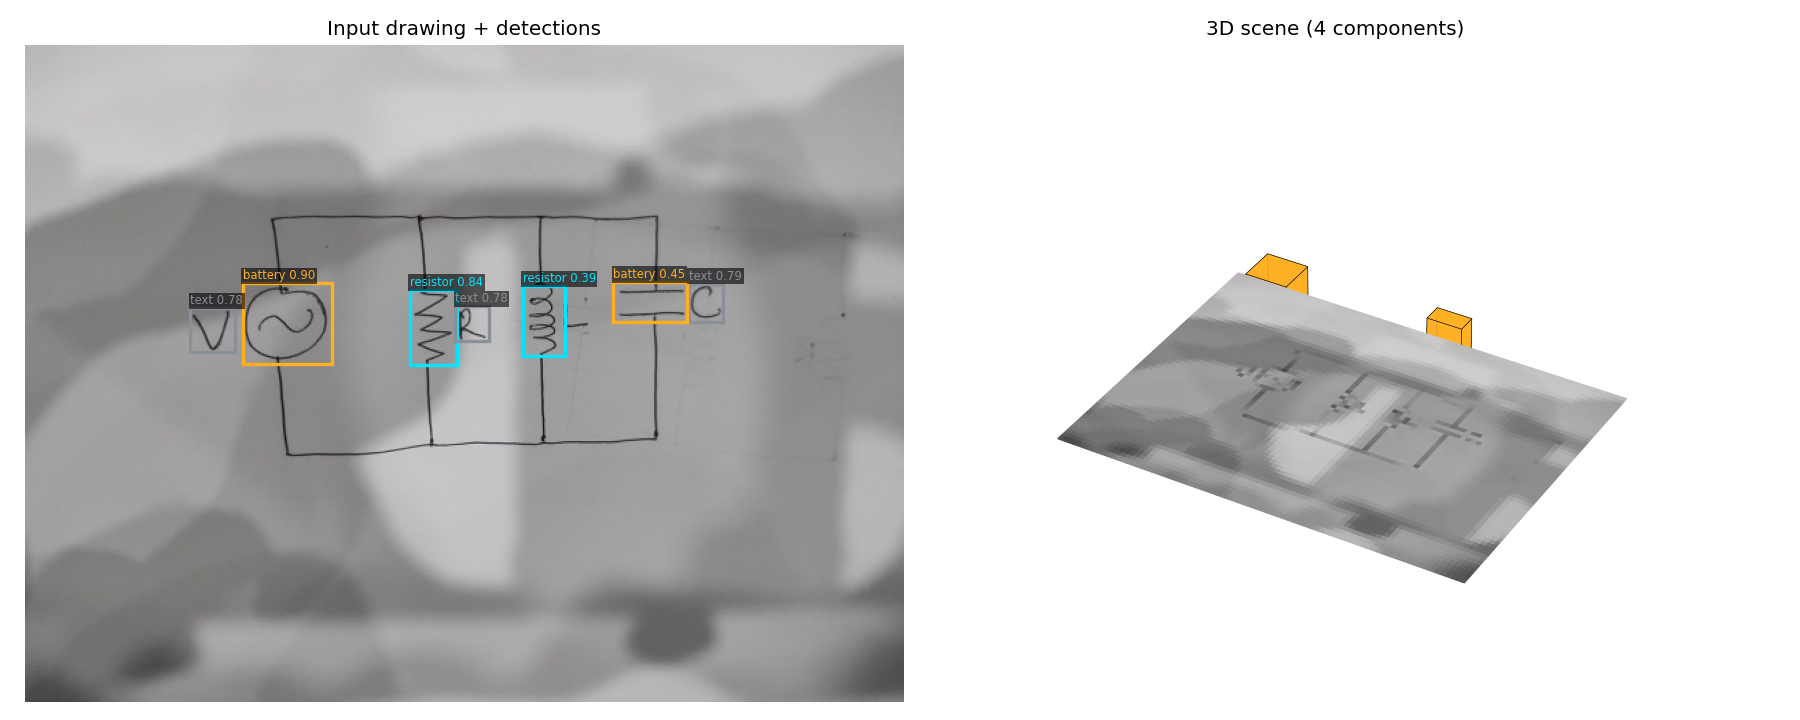 Input drawing + detections
3D scene (4 components)
battery 0.90
resistor 0.39
battery 0.45
text 0.79
resistor 0.84
text 0.78
text 0.78
V
R
L
C